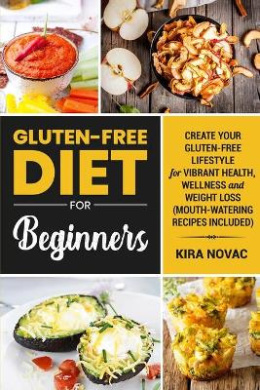 GLUTEN-FREE
DIET
FOR
Beginners
CREATE YOUR
GLUTEN-FREE
LIFESTYLE
for VIBRANT HEALTH,
WELLNESS and
WEIGHT LOSS
(MOUTH-WATERING
RECIPES INCLUDED)
KIRA NOVAC